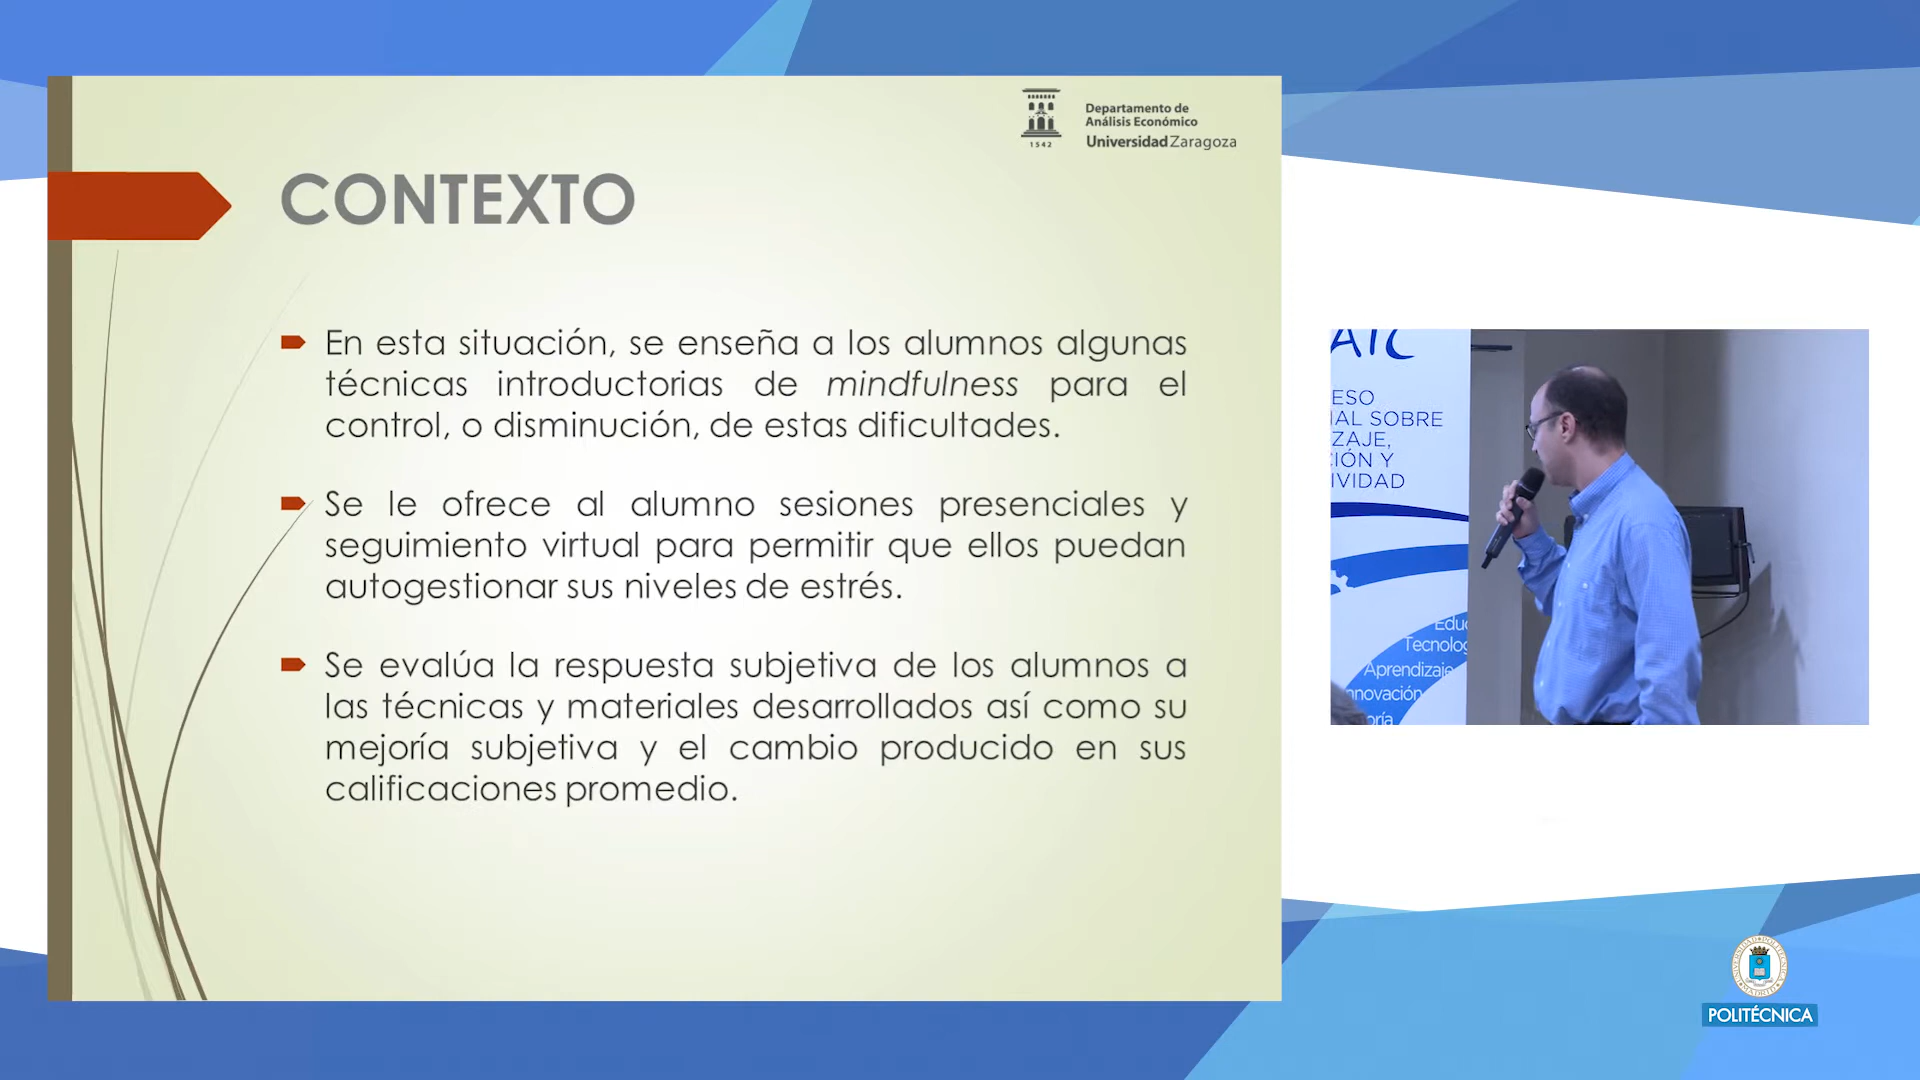 Departamento de
Análisis Económico
Universidad Zaragoza
1542
CONTEXTO
En esta situación, se enseña a los alumnos algunas
técnicas introductorias de mindfulness para el
control, o disminución, de estas dificultades.
Se le ofrece al alumno sesiones presenciales y
seguimiento virtual para permitir que ellos puedan
autogestionar sus niveles de estrés.
Se evalúa la respuesta subjetiva de los alumnos a
las técnicas y materiales desarrollados así como su
mejoría subjetiva y el cambio producido en sus
calificaciones promedio.
ESO
IAL SOBRE
ZAJE,
IÓN Y
IVIDAD
Educ
Tecnolog
Aprendizaje
nnovación
oría
POLITÉCNICA